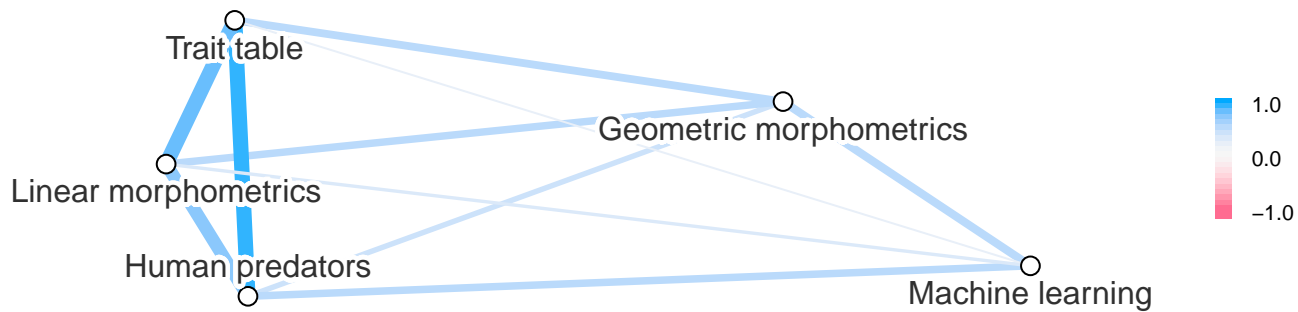 Trait table
Geometric morphometrics
Linear morphometrics
Human predators
Machine learning
1.0
0.0
−1.0